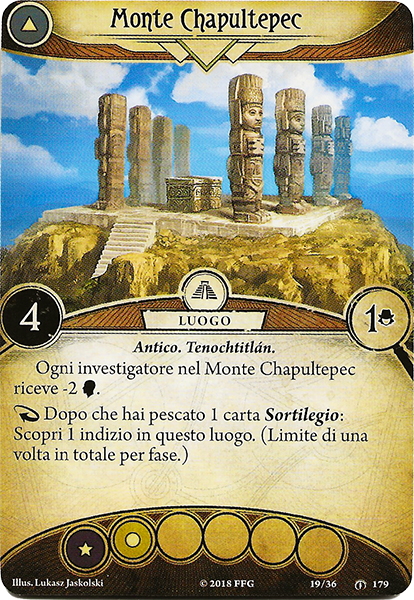 Monte Chapultepec
4
LUOGO
1
Antico. Tenochtitlán.
Ogni investigatore nel Monte Chapultepec
riceve -2 .
Dopo che hai pescato 1 carta Sortilegio:
Scopri 1 indizio in questo luogo. (Limite di una
volta in totale per fase.)
Illus. Lukasz Jaskolski © 2018 FFG 19/36 179